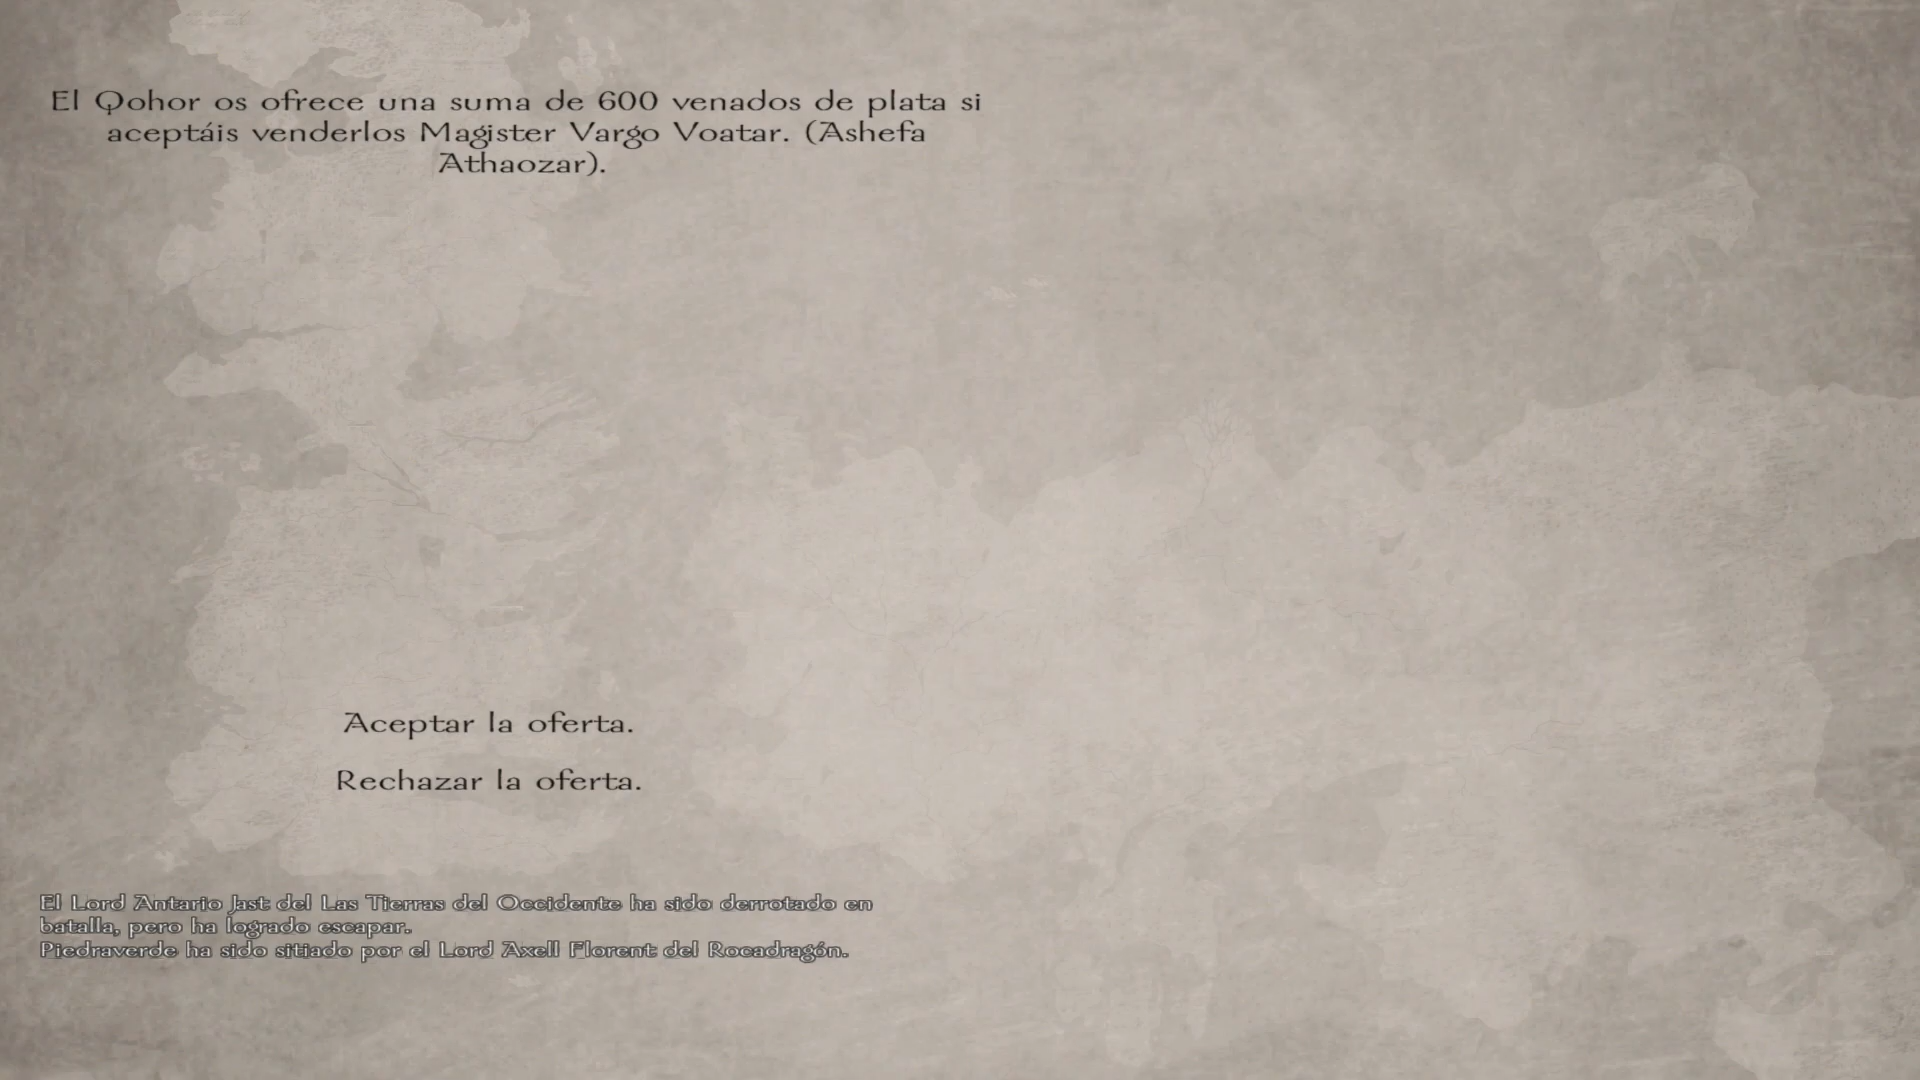 El Qohor os ofrece una suma de 600 venados de plata si
aceptáis venderlos Magister Vargo Voatar. (Ashefa
Athaozar).
Aceptar la oferta.
Rechazar la oferta.
El Lord Antario Jast del Las Tierras del Occidente ha sido derrotado en
batalla, pero ha logrado escapar.
Piedraverde ha sido sitiado por el Lord Axell Florent del Rocadragón.